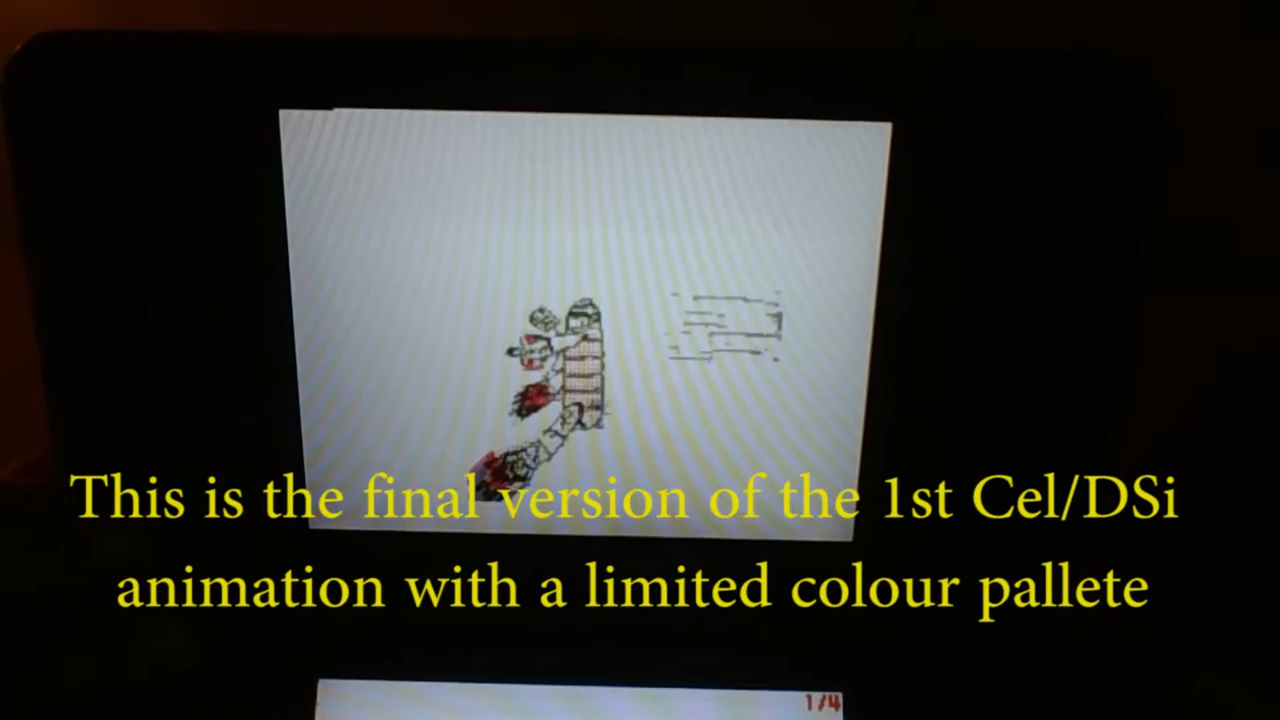 This is the final version of the 1st Cel/DSi
animation with a limited colour pallete
1/4